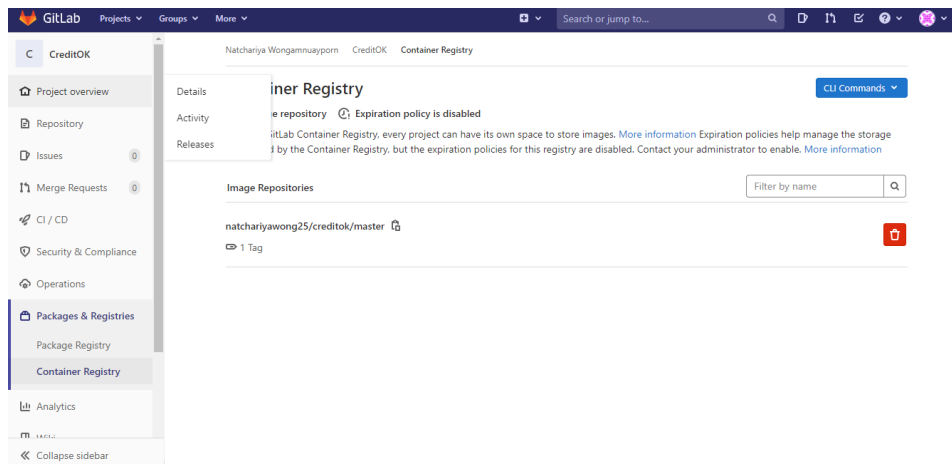 GitLab Projects Groups More Search or jump to...
C CreditOK
Project overview
Repository
Issues 0
Merge Requests 0
CI / CD
Security & Compliance
Operations
Packages & Registries
Package Registry
Container Registry
Analytics
Collapse sidebar
Details
Activity
Releases
Natchariya Wongamnuayporn CreditOK Container Registry
iner Registry
CLI Commands
e repository Expiration policy is disabled
GitLab Container Registry, every project can have its own space to store images. More information Expiration policies help manage the storage
d by the Container Registry, but the expiration policies for this registry are disabled. Contact your administrator to enable. More information
Image Repositories
Filter by name
natchariyawong25/creditok/master
1 Tag